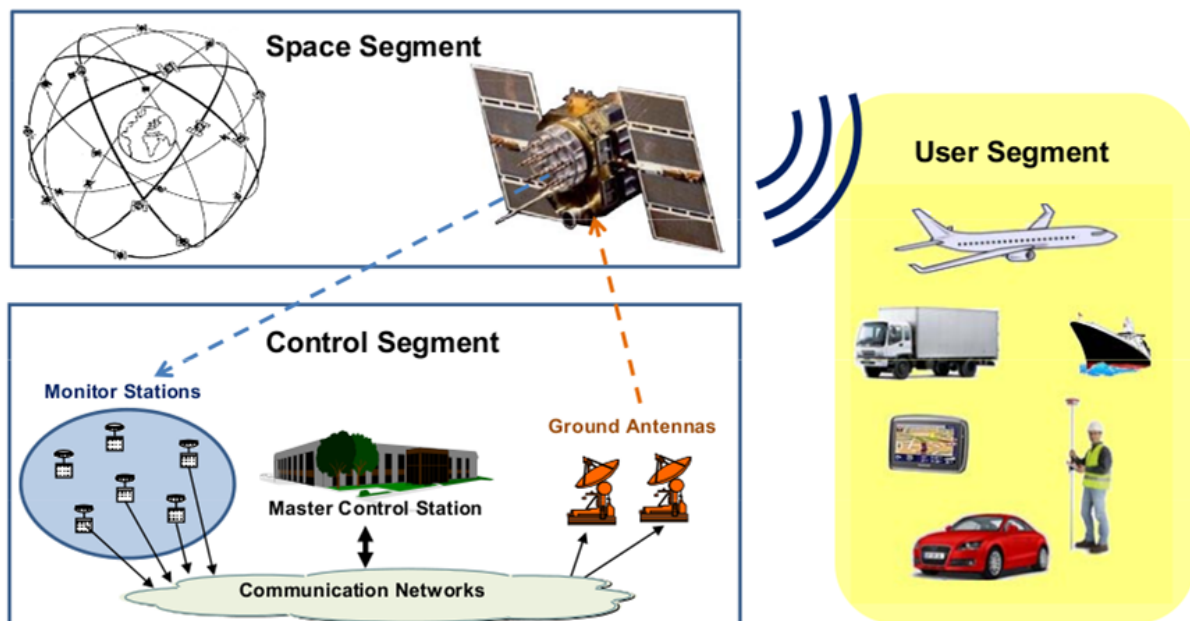 Space Segment
User Segment
Control Segment
Monitor Stations
Ground Antennas
Master Control Station
Communication Networks